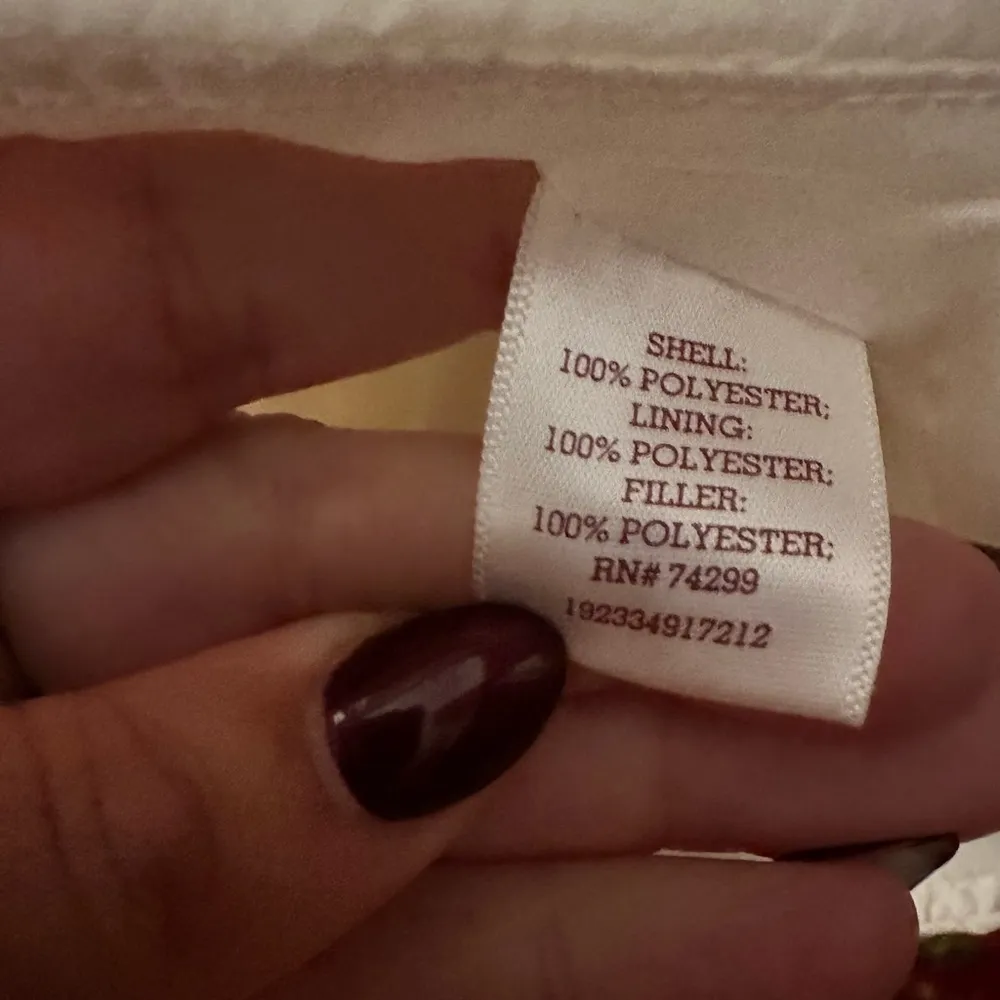 SHELL:
100% POLYESTER;
LINING:
100% POLYESTER;
FILLER:
100% POLYESTER;
RN# 74299
192334917212